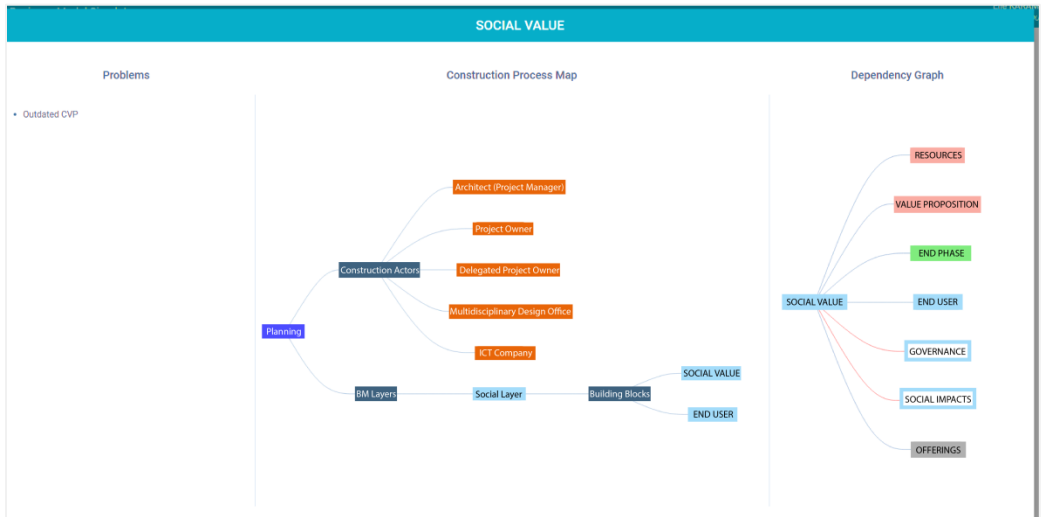 SOCIAL VALUE
Problems
Construction Process Map
Dependency Graph
Outdated CVP
Architect (Project Manager)
Project Owner
Construction Actors
Delegated Project Owner
Multidisciplinary Design Office
Planning
ICT Company
BM Layers
Social Layer
Building Blocks
SOCIAL VALUE
END USER
RESOURCES
VALUE PROPOSITION
END PHASE
SOCIAL VALUE
END USER
GOVERNANCE
SOCIAL IMPACTS
OFFERINGS